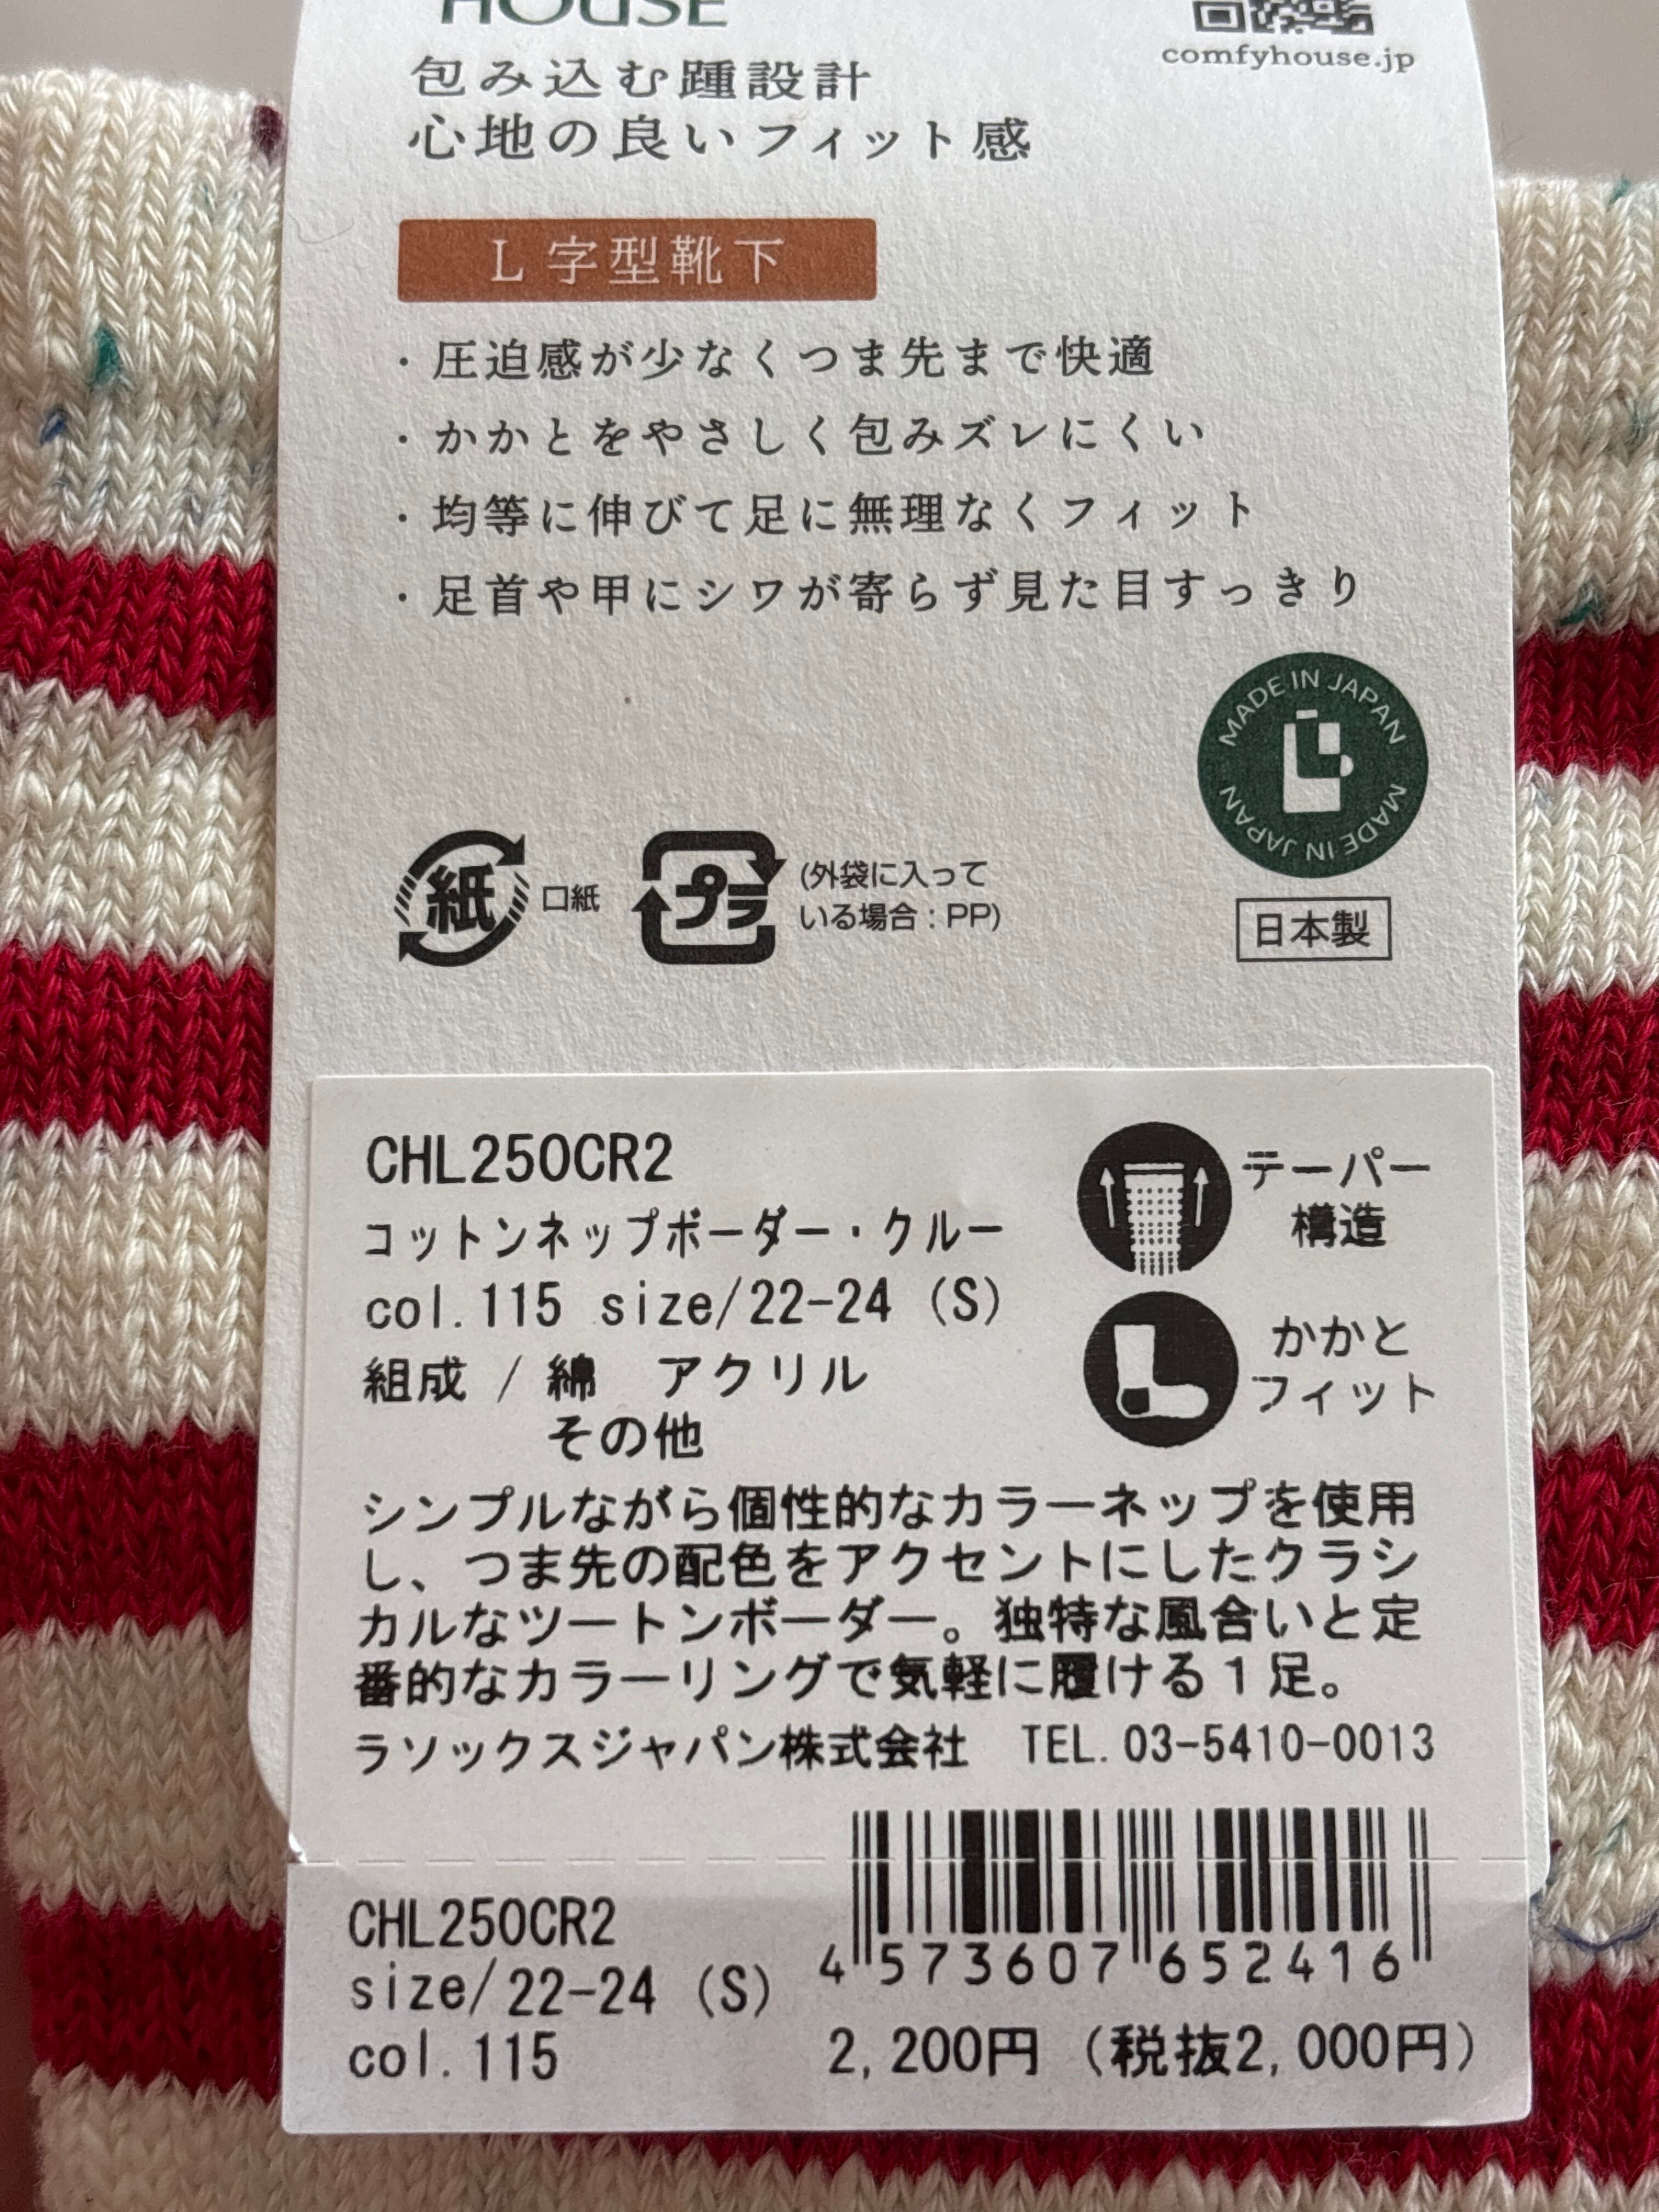 HOUSE
comfyhouse.jp
包み込む踵設計
心地の良いフィット感
L字型靴下
・圧迫感が少なくつま先まで快適
・かかとをやさしく包みズレにくい
・均等に伸びて足に無理なくフィット
・足首や甲にシワが寄らず見た目すっきり
MADE IN JAPAN
MADE IN JAPAN
紙
口紙
プラ
(外袋に入って
いる場合:PP)
日本製
CHL250CR2
コットンネップボーダー・クルー
col.115 size/22-24 (S)
組成 / 綿 アクリル
その他
テーパー
構造
かかと
フィット
シンプルながら個性的なカラーネップを使用
し、つま先の配色をアクセントにしたクラシ
カルなツートンボーダー。独特な風合いと定
番的なカラーリングで気軽に履ける1足。
ラソックスジャパン株式会社 TEL.03-5410-0013
CHL250CR2
size/22-24 (S)
col.115
4 573607 652416
2,200円 (税抜2,000円)